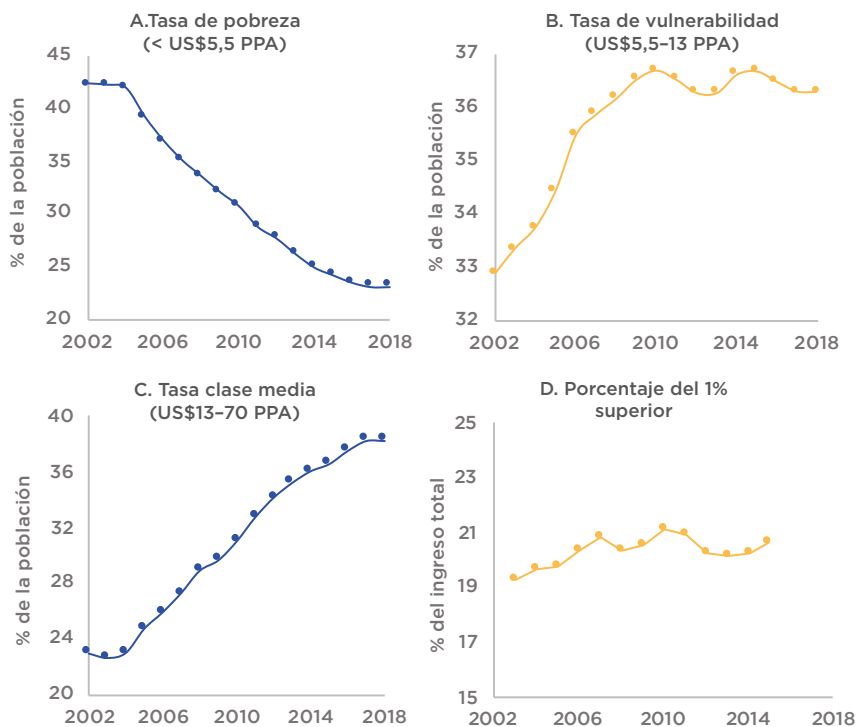 A.Tasa de pobreza
(< US$5,5 PPA)
% de la población
45
40
35
30
25
20
2002 2006 2010 2014 2018
B. Tasa de vulnerabilidad
(US$5,5–13 PPA)
% de la población
37
36
35
34
33
32
2002 2006 2010 2014 2018
C. Tasa clase media
(US$13–70 PPA)
% de la población
40
36
32
28
24
20
2002 2006 2010 2014 2018
D. Porcentaje del 1%
superior
% del ingreso total
25
23
21
19
17
15
2002 2006 2010 2014 2018